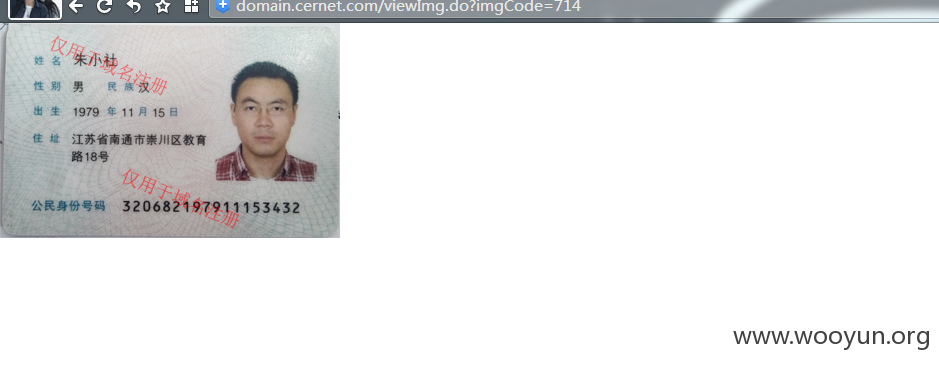 domain.cernet.com/viewImg.do?imgCode=714
仅用于域名注册
姓名 朱小社
性别 男 民族 汉
出生 1979 年 11 月 15 日
住址 江苏省南通市崇川区教育
路18号
仅用于域名注册
公民身份号码 320682197911153432
www.wooyun.org